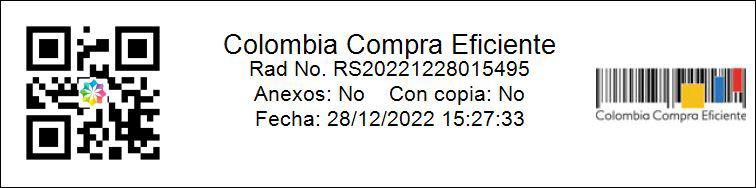 Colombia Compra Eficiente
Rad No. RS20221228015495
Anexos: No    Con copia: No
Fecha: 28/12/2022 15:27:33
Colombia Compra Eficiente